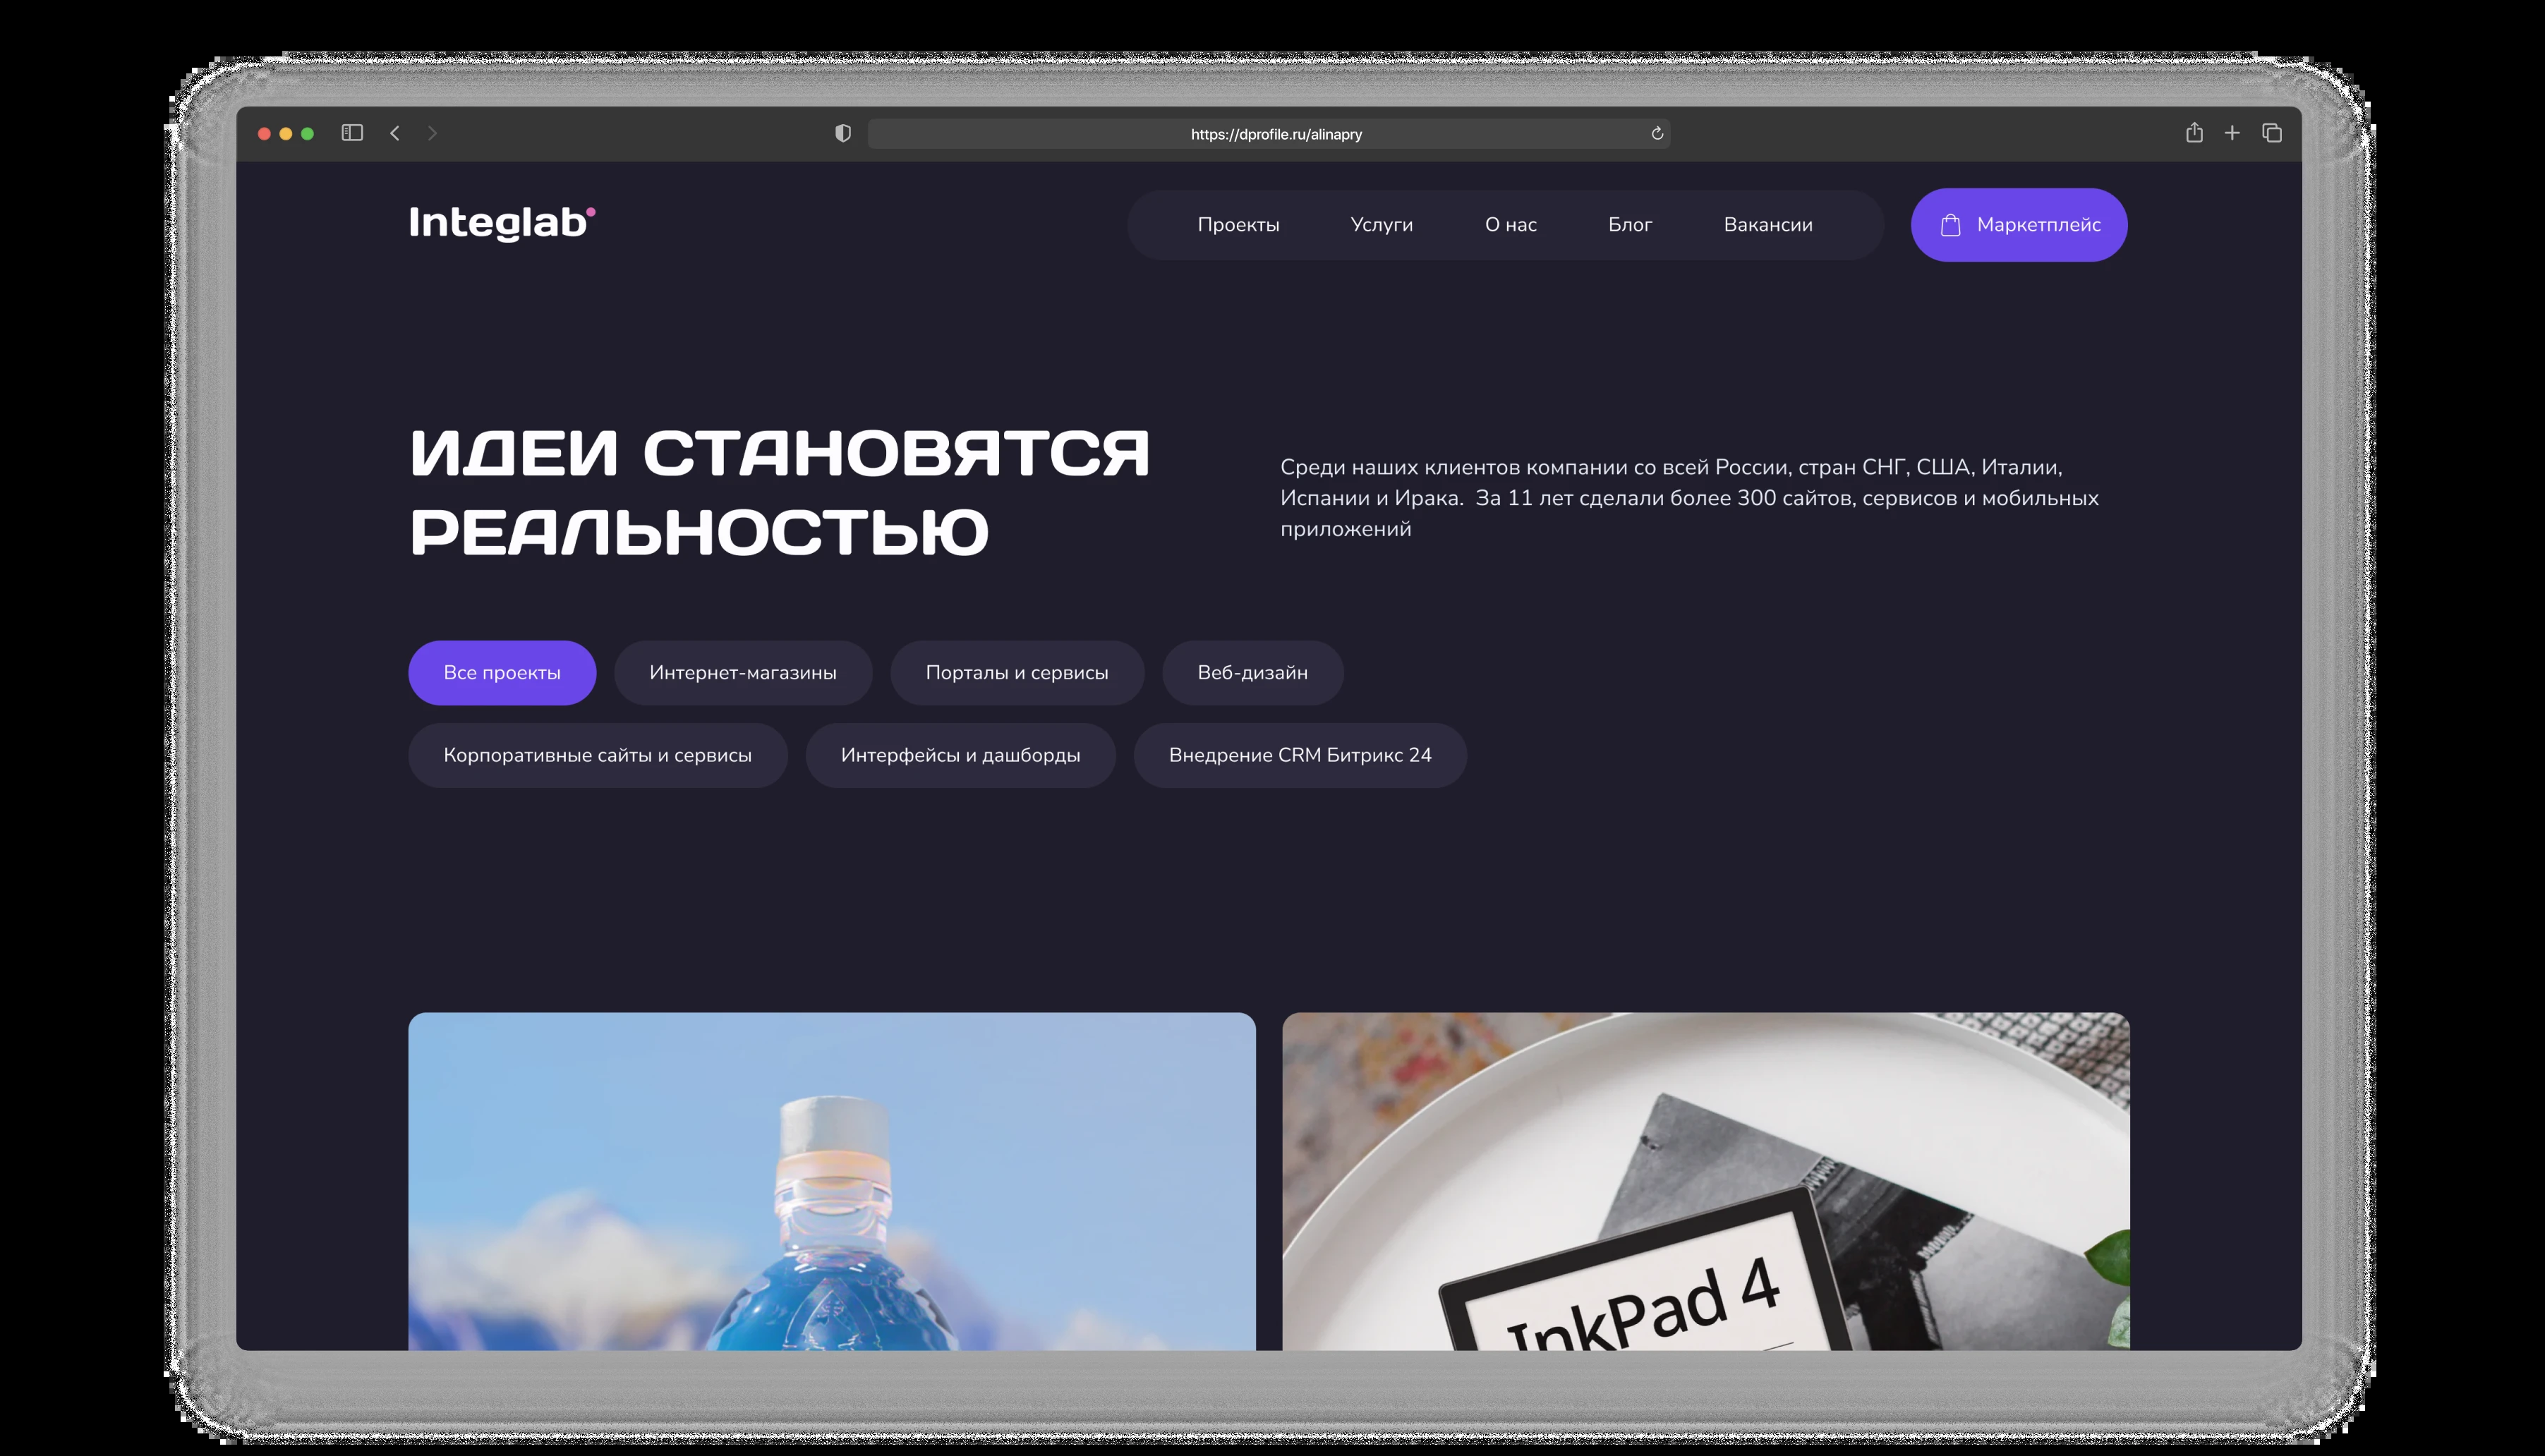 https://dprofile.ru/alinapry
Integlab
Проекты Услуги О нас Блог Вакансии Маркетплейс
ИДЕИ СТАНОВЯТСЯ
РЕАЛЬНОСТЬЮ
Среди наших клиентов компании со всей России, стран СНГ, США, Италии,
Испании и Ирака. За 11 лет сделали более 300 сайтов, сервисов и мобильных
приложений
Все проекты Интернет-магазины Порталы и сервисы Веб-дизайн
Корпоративные сайты и сервисы Интерфейсы и дашборды Внедрение CRM Битрикс 24
InkPad 4